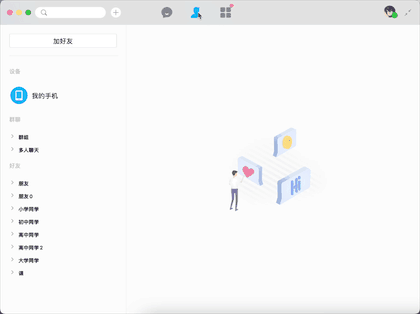 加好友
设备
我的手机
群聊
群组
多人聊天
好友
朋友
朋友 0
小学同学
初中同学
高中同学
高中同学 2
大学同学
Hi